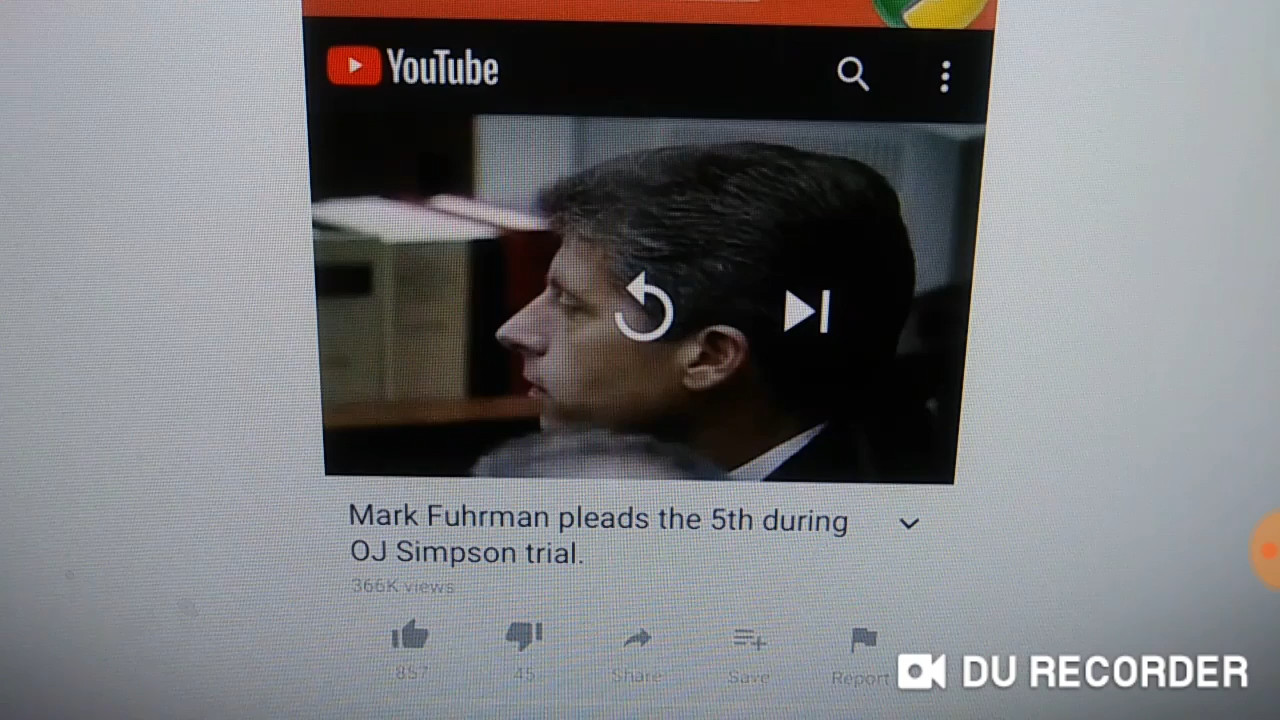 YouTube
Mark Fuhrman pleads the 5th during
OJ Simpson trial.
366K views
857
45
Share
Save
Report
DU RECORDER